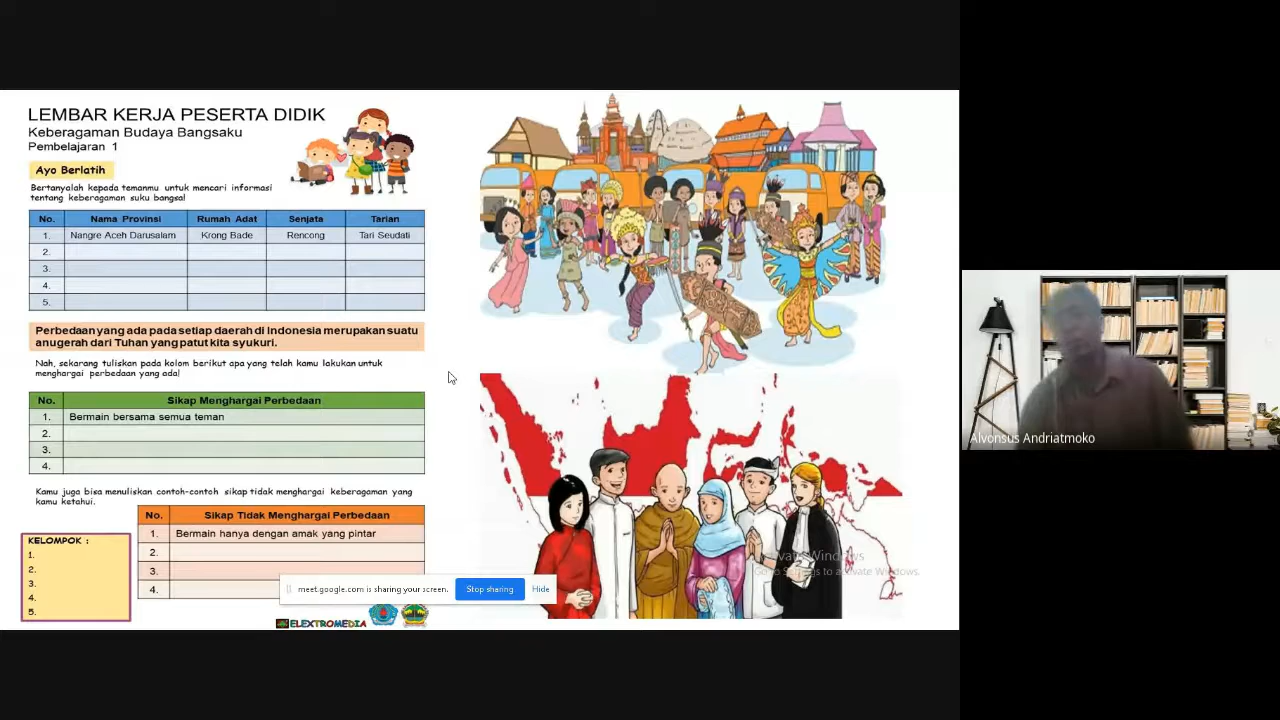 LEMBAR KERJA PESERTA DIDIK
Keberagaman Budaya Bangsaku
Pembelajaran 1
Ayo Berlatih
Bertanyalah kepada temanmu untuk mencari informasi
tentang keberagaman suku bangsa!
No. Nama Provinsi Rumah Adat Senjata Tarian
1. Nangre Aceh Darusalam Krong Bade Rencong Tari Seudati
2.
3.
4.
5.
Perbedaan yang ada pada setiap daerah di Indonesia merupakan suatu
anugerah dari Tuhan yang patut kita syukuri.
Nah, sekarang tuliskan pada kolom berikut apa yang telah kamu lakukan untuk
menghargai perbedaan yang ada!
No. Sikap Menghargai Perbedaan
1. Bermain bersama semua teman
2.
3.
4.
Kamu juga bisa menuliskan contoh-contoh sikap tidak menghargai keberagaman yang
kamu ketahui.
No. Sikap Tidak Menghargai Perbedaan
1. Bermain hanya dengan amak yang pintar
2.
3.
4.
KELOMPOK :
1.
2.
3.
4.
5.
meet.google.com is sharing your screen. Stop sharing Hide
ELEXTROMEDIA
Windows
to activate Windows.
Alvonsus Andriatmoko